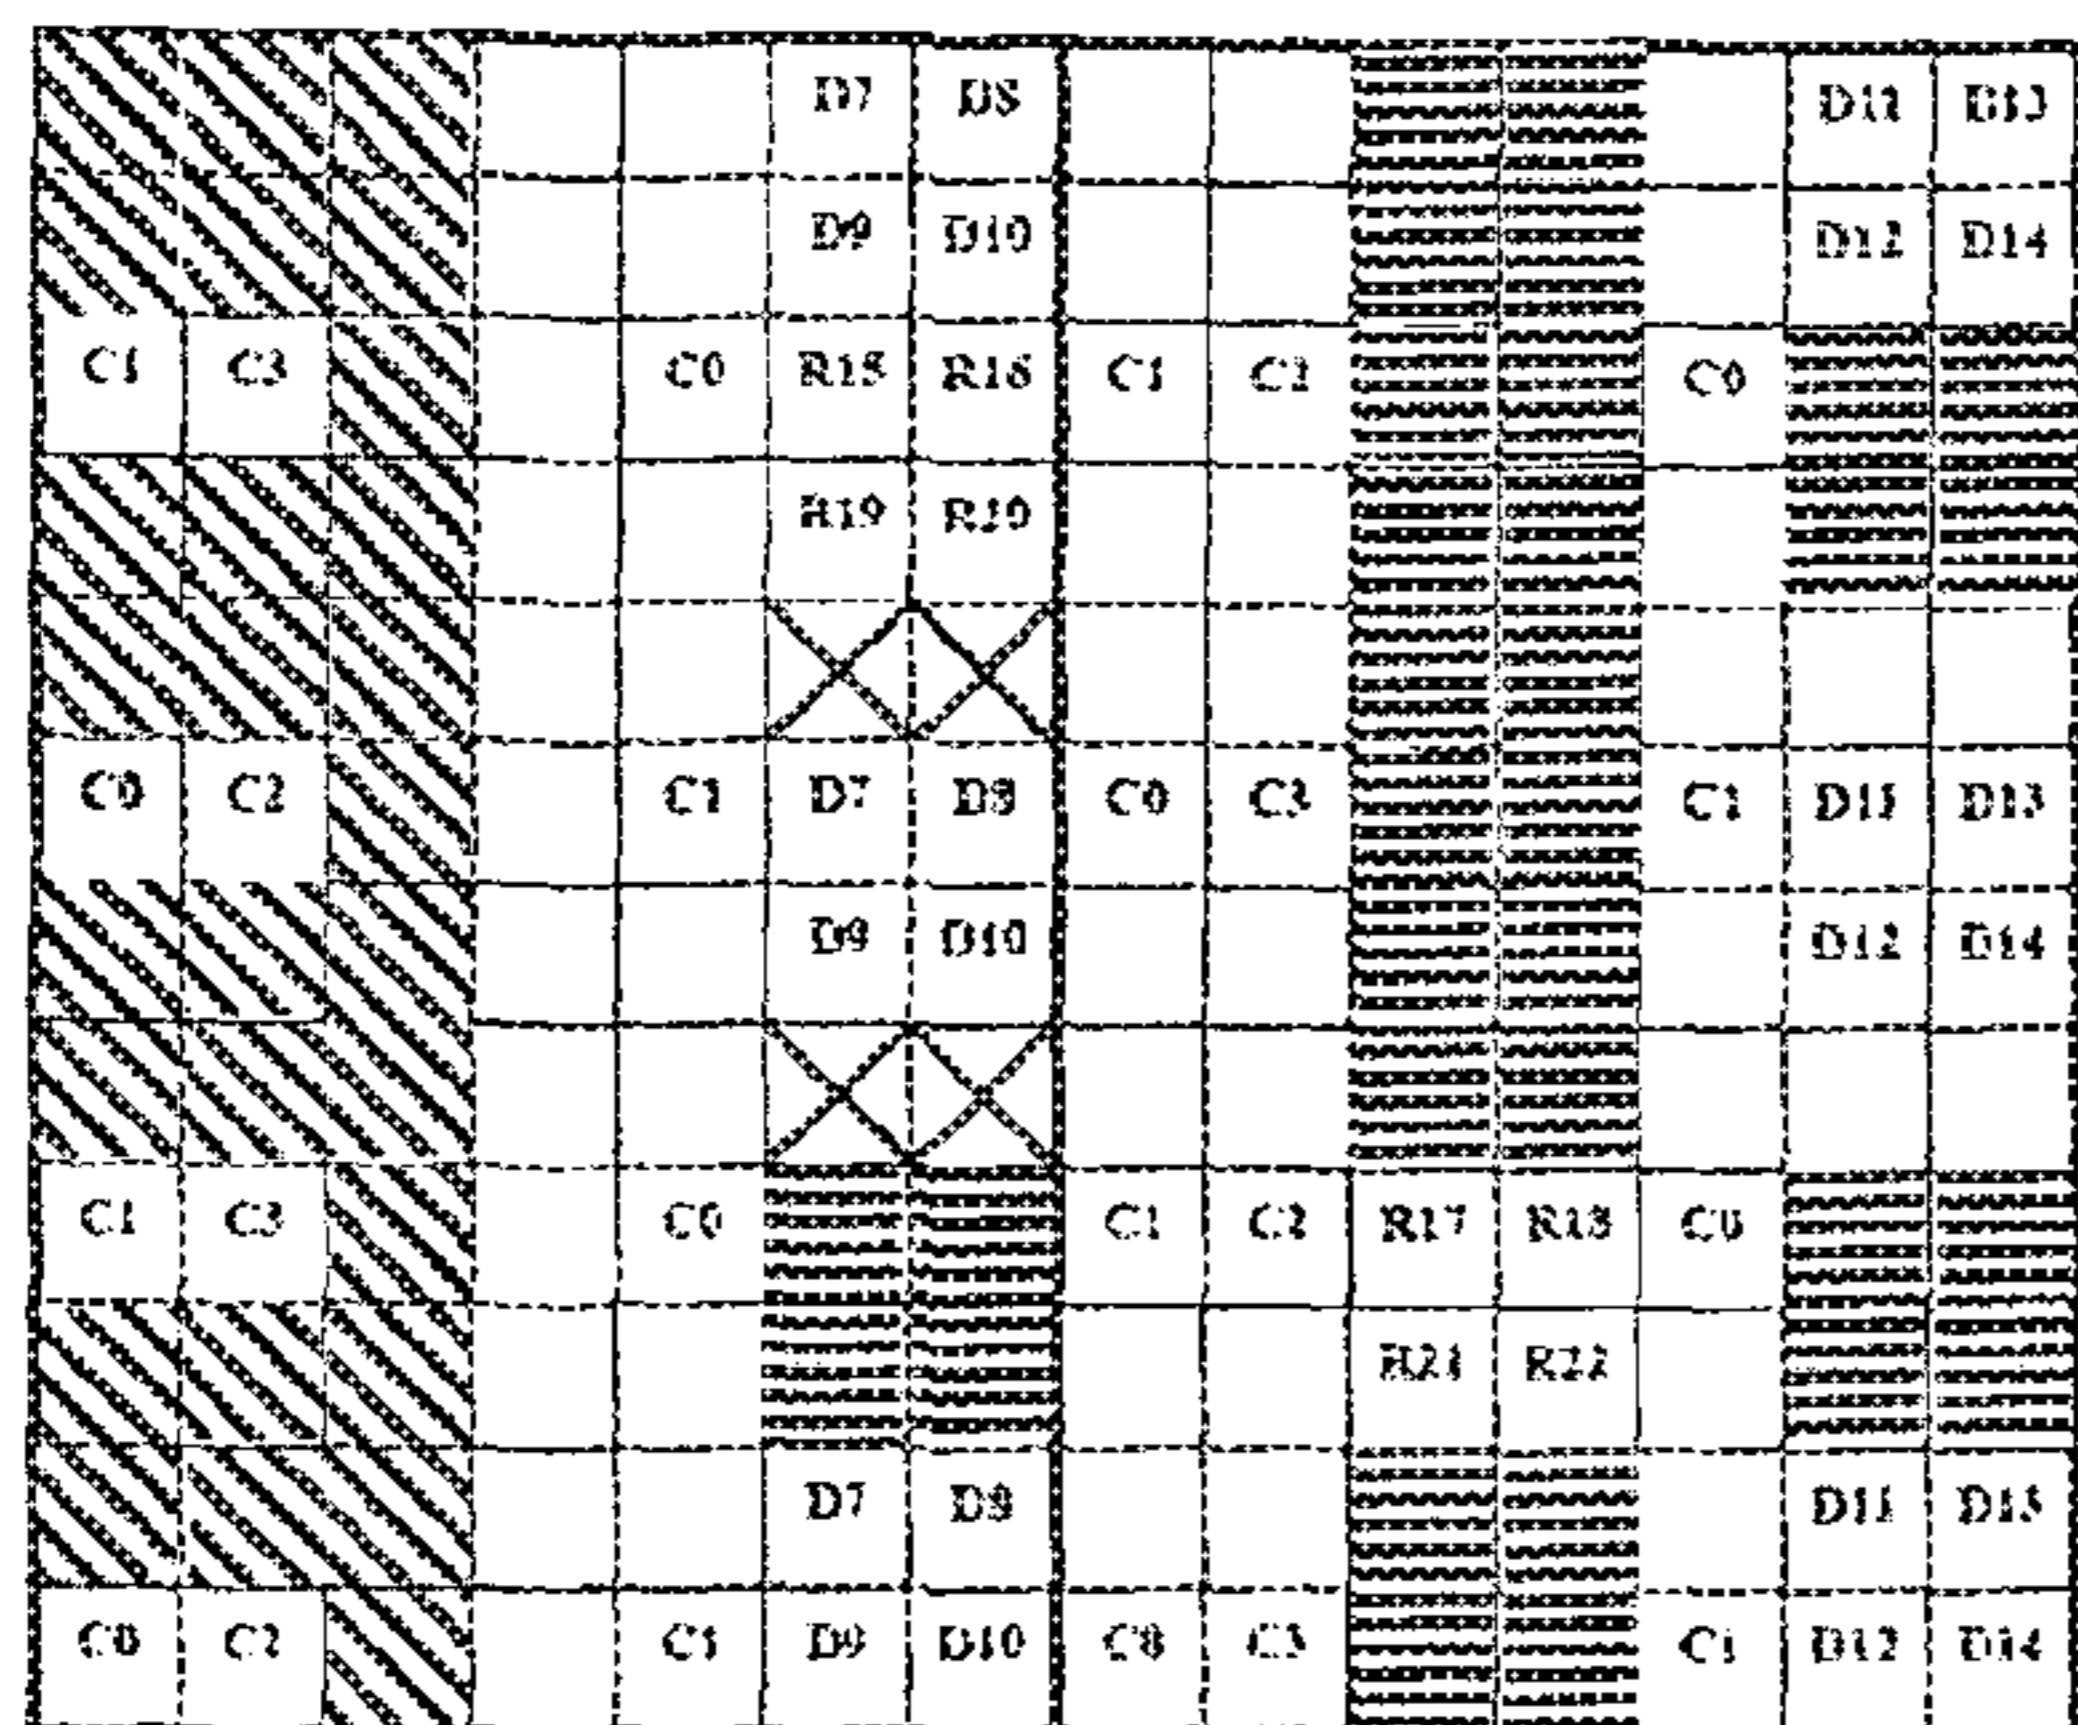 D7 D8 D11 D13
D9 D10 D12 D14
C1 C3 C0 R15 R16 C1 C2 C0
R19 R20
C0 C2 C1 D7 D8 C0 C3 C1 D11 D13
D9 D10 D12 D14
C1 C3 C0 C1 C2 R17 R18 C0
R21 R22
D7 D8 D11 D13
C0 C2 C1 D9 D10 C0 C3 C1 D12 D14